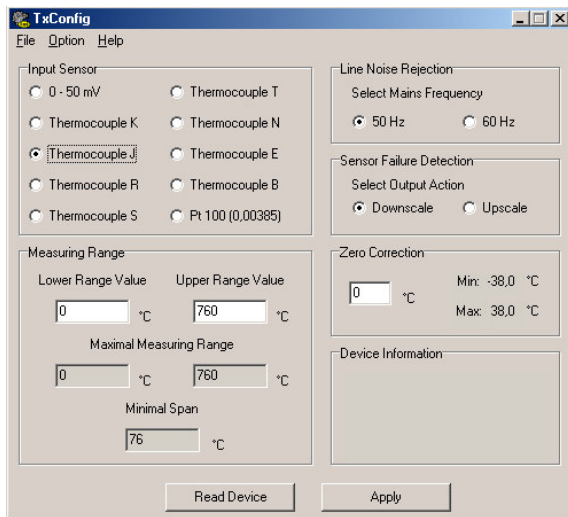 TxConfig
File Option Help
Input Sensor
0 - 50 mV
Thermocouple T
Thermocouple K
Thermocouple N
Thermocouple J
Thermocouple E
Thermocouple R
Thermocouple B
Thermocouple S
Pt 100 (0,00385)
Line Noise Rejection
Select Mains Frequency
50 Hz
60 Hz
Sensor Failure Detection
Select Output Action
Downscale
Upscale
Measuring Range
Lower Range Value
Upper Range Value
0 °C
760 °C
Maximal Measuring Range
0 °C
760 °C
Minimal Span
76 °C
Zero Correction
0 °C
Min: -38,0 °C
Max: 38,0 °C
Device Information
Read Device
Apply